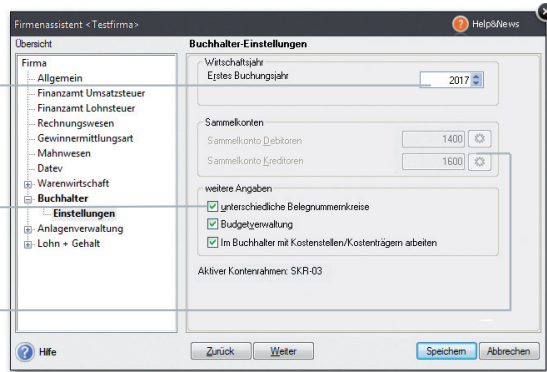 Firmenassistent <Testfirma>
Help&News
Übersicht
Firma
Allgemein
Finanzamt Umsatzsteuer
Finanzamt Lohnsteuer
Rechnungswesen
Gewinnermittlungsart
Mahnwesen
Datev
Warenwirtschaft
Buchhalter
Einstellungen
Anlagenverwaltung
Lohn + Gehalt
Buchhalter-Einstellungen
Wirtschaftsjahr
Erstes Buchungsjahr 2017
Sammelkonten
Sammelkonto Debitoren 1400
Sammelkonto Kreditoren 1600
weitere Angaben
unterschiedliche Belegnummernkreise
Budgetverwaltung
Im Buchhalter mit Kostenstellen/Kostenträgern arbeiten
Aktiver Kontenrahmen: SKR-03
Hilfe
Zurück Weiter Speichern Abbrechen